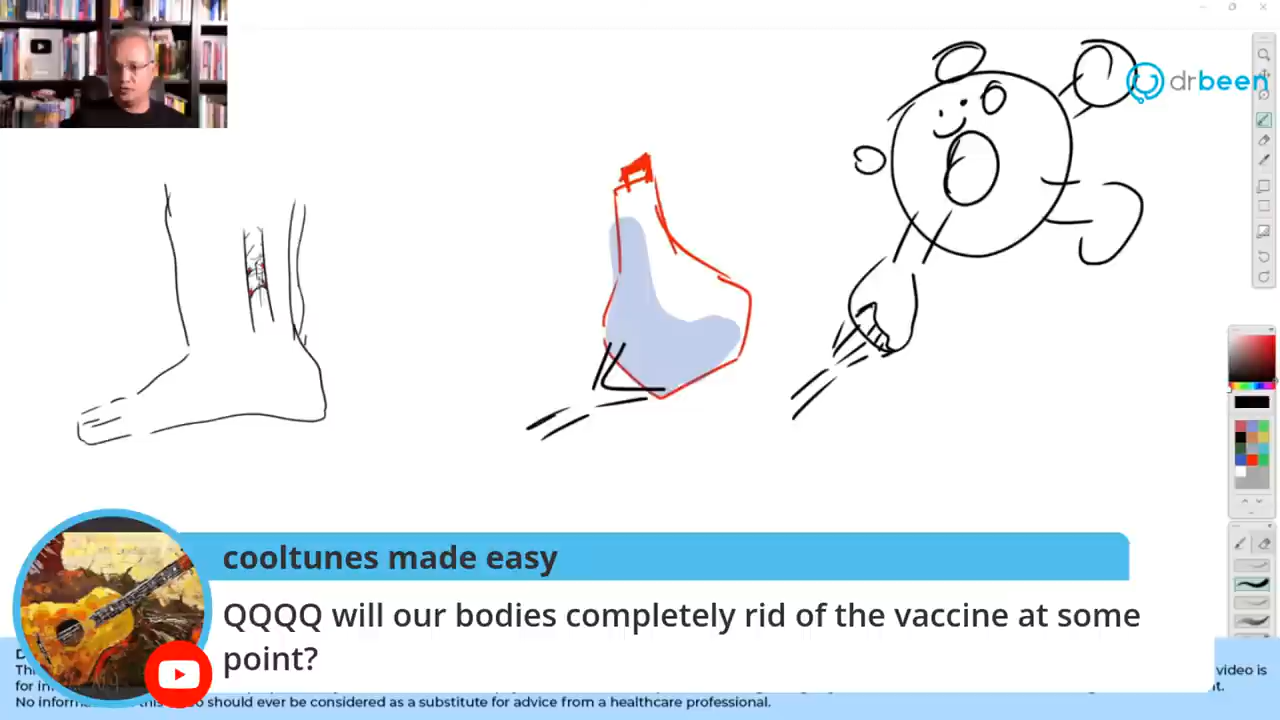 drbeen
cooltunes made easy
QQQQ will our bodies completely rid of the vaccine at some
point?
video is
for in
No inform should ever be considered as a substitute for advice from a healthcare professional.